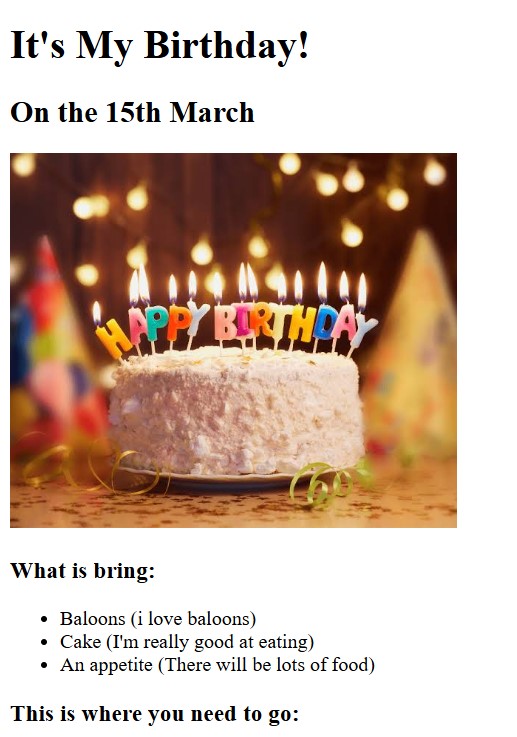 It's My Birthday!
On the 15th March
HAPPY BIRTHDAY
What is bring:
Baloons (i love baloons)
Cake (I'm really good at eating)
An appetite (There will be lots of food)
This is where you need to go: